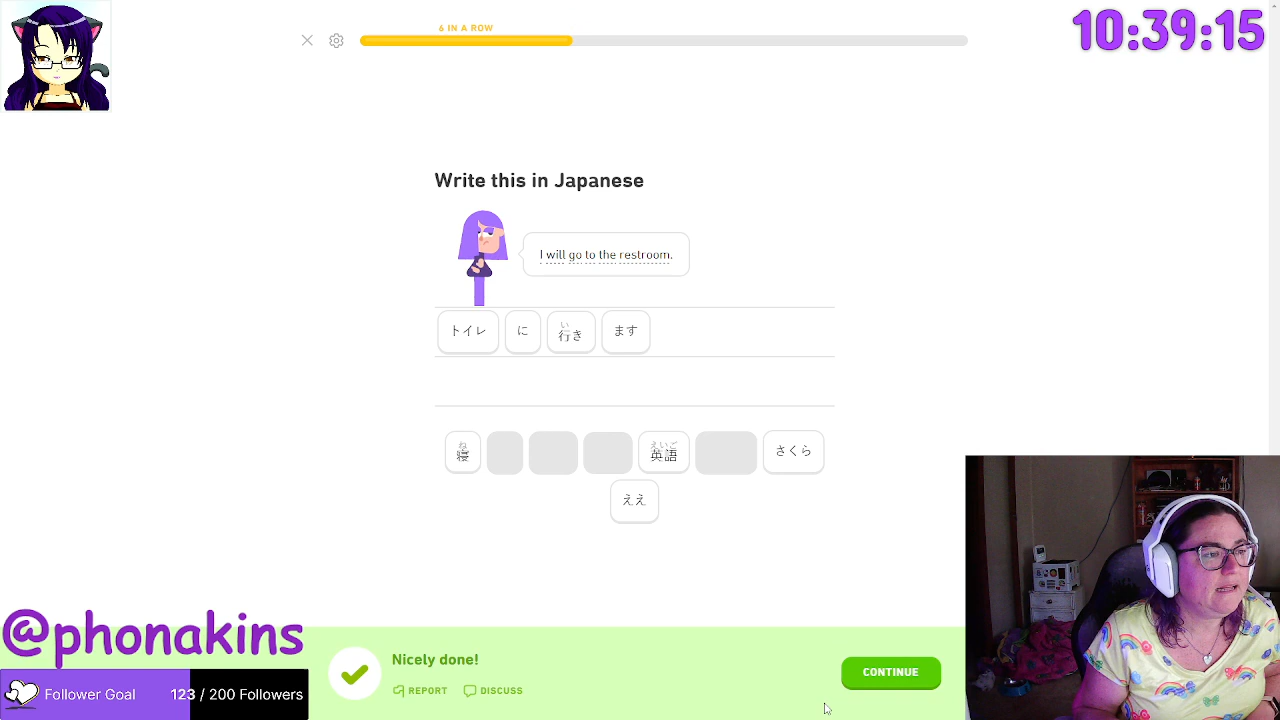 6 IN A ROW
10:39:15
Write this in Japanese
I will go to the restroom.
トイレ に 行き ます
い
ね えいご
寝 英語 さくら
ええ
@phonakins
Nicely done!
REPORT DISCUSS
CONTINUE
Follower Goal 123 / 200 Followers